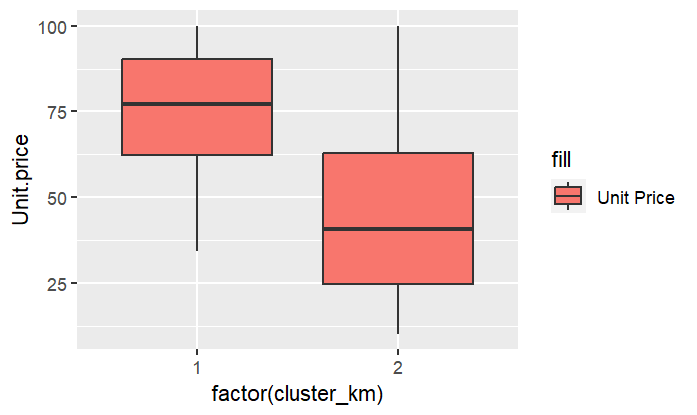 100
75
50
25
Unit.price
1
2
factor(cluster_km)
fill
Unit Price